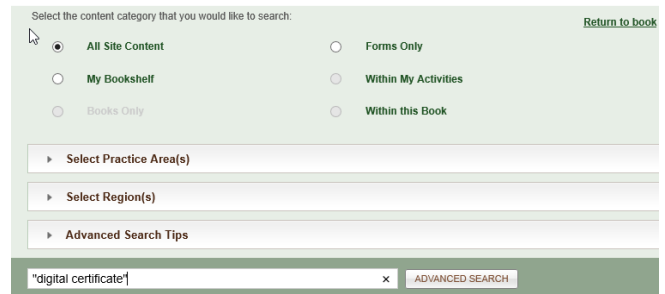 Select the content category that you would like to search:
Return to book
All Site Content
Forms Only
My Bookshelf
Within My Activities
Books Only
Within this Book
Select Practice Area(s)
Select Region(s)
Advanced Search Tips
"digital certificate" × ADVANCED SEARCH